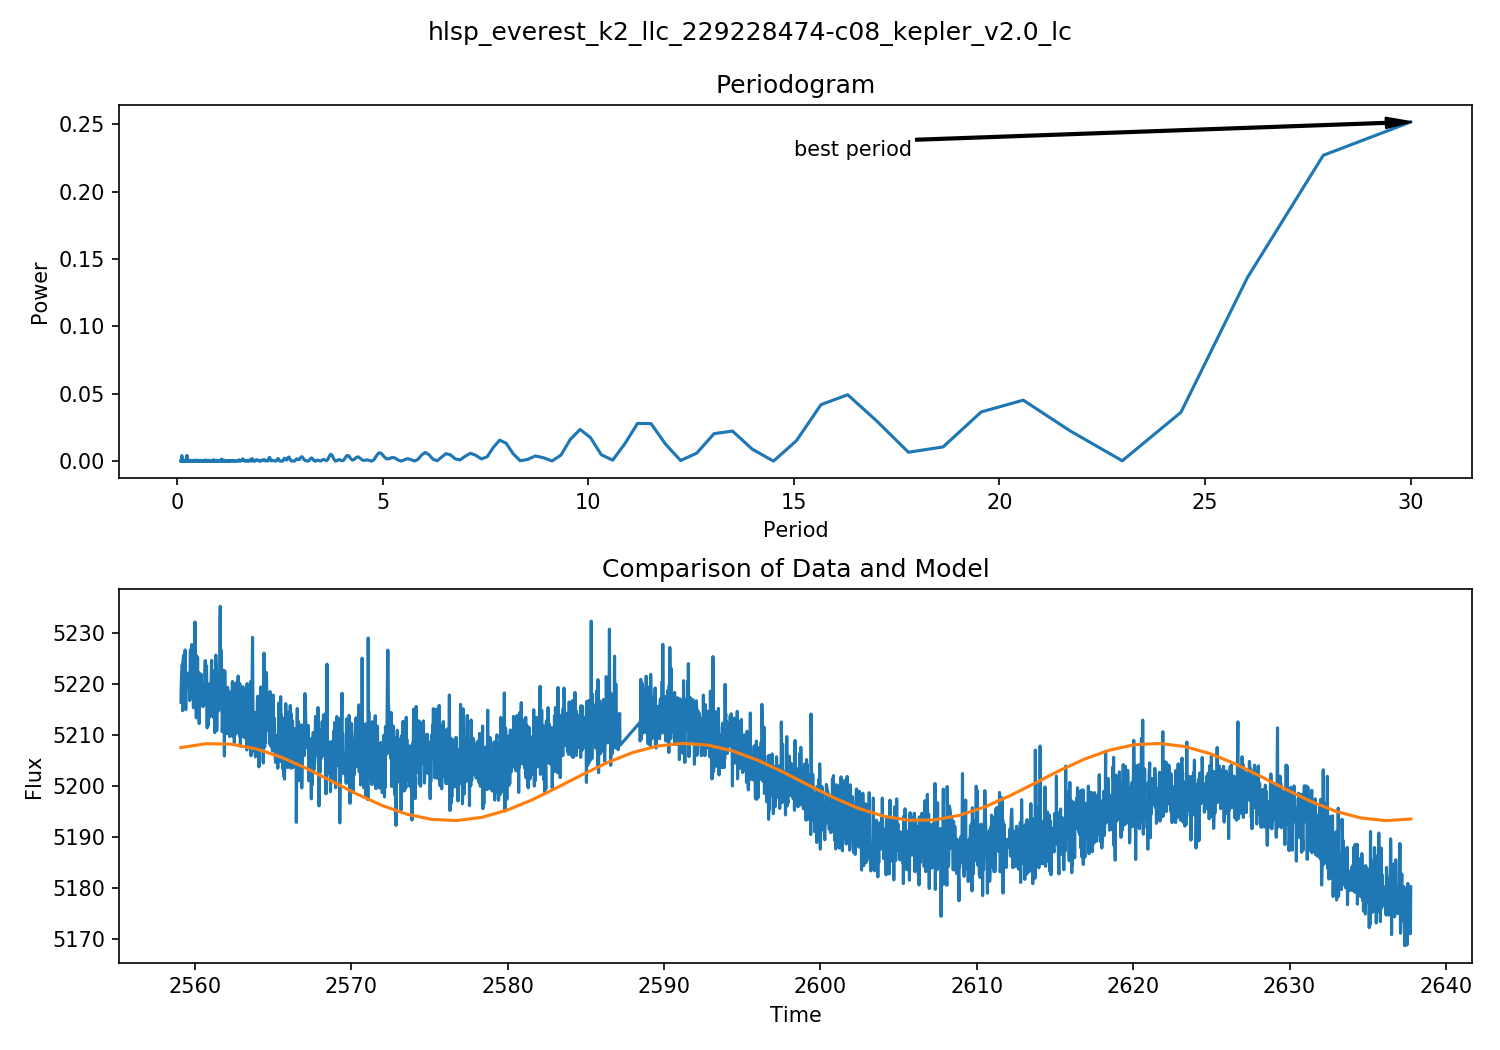 hlsp_everest_k2_llc_229228474-c08_kepler_v2.0_lc
Periodogram
0.25
0.20
0.15
0.10
0.05
0.00
Power
best period
0 5 10 15 20 25 30
Period
Comparison of Data and Model
5230
5220
5210
5200
5190
5180
5170
Flux
2560 2570 2580 2590 2600 2610 2620 2630 2640
Time